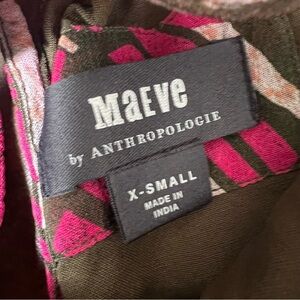 MAEVE
by ANTHROPOLOGIE
X-SMALL
MADE IN
INDIA